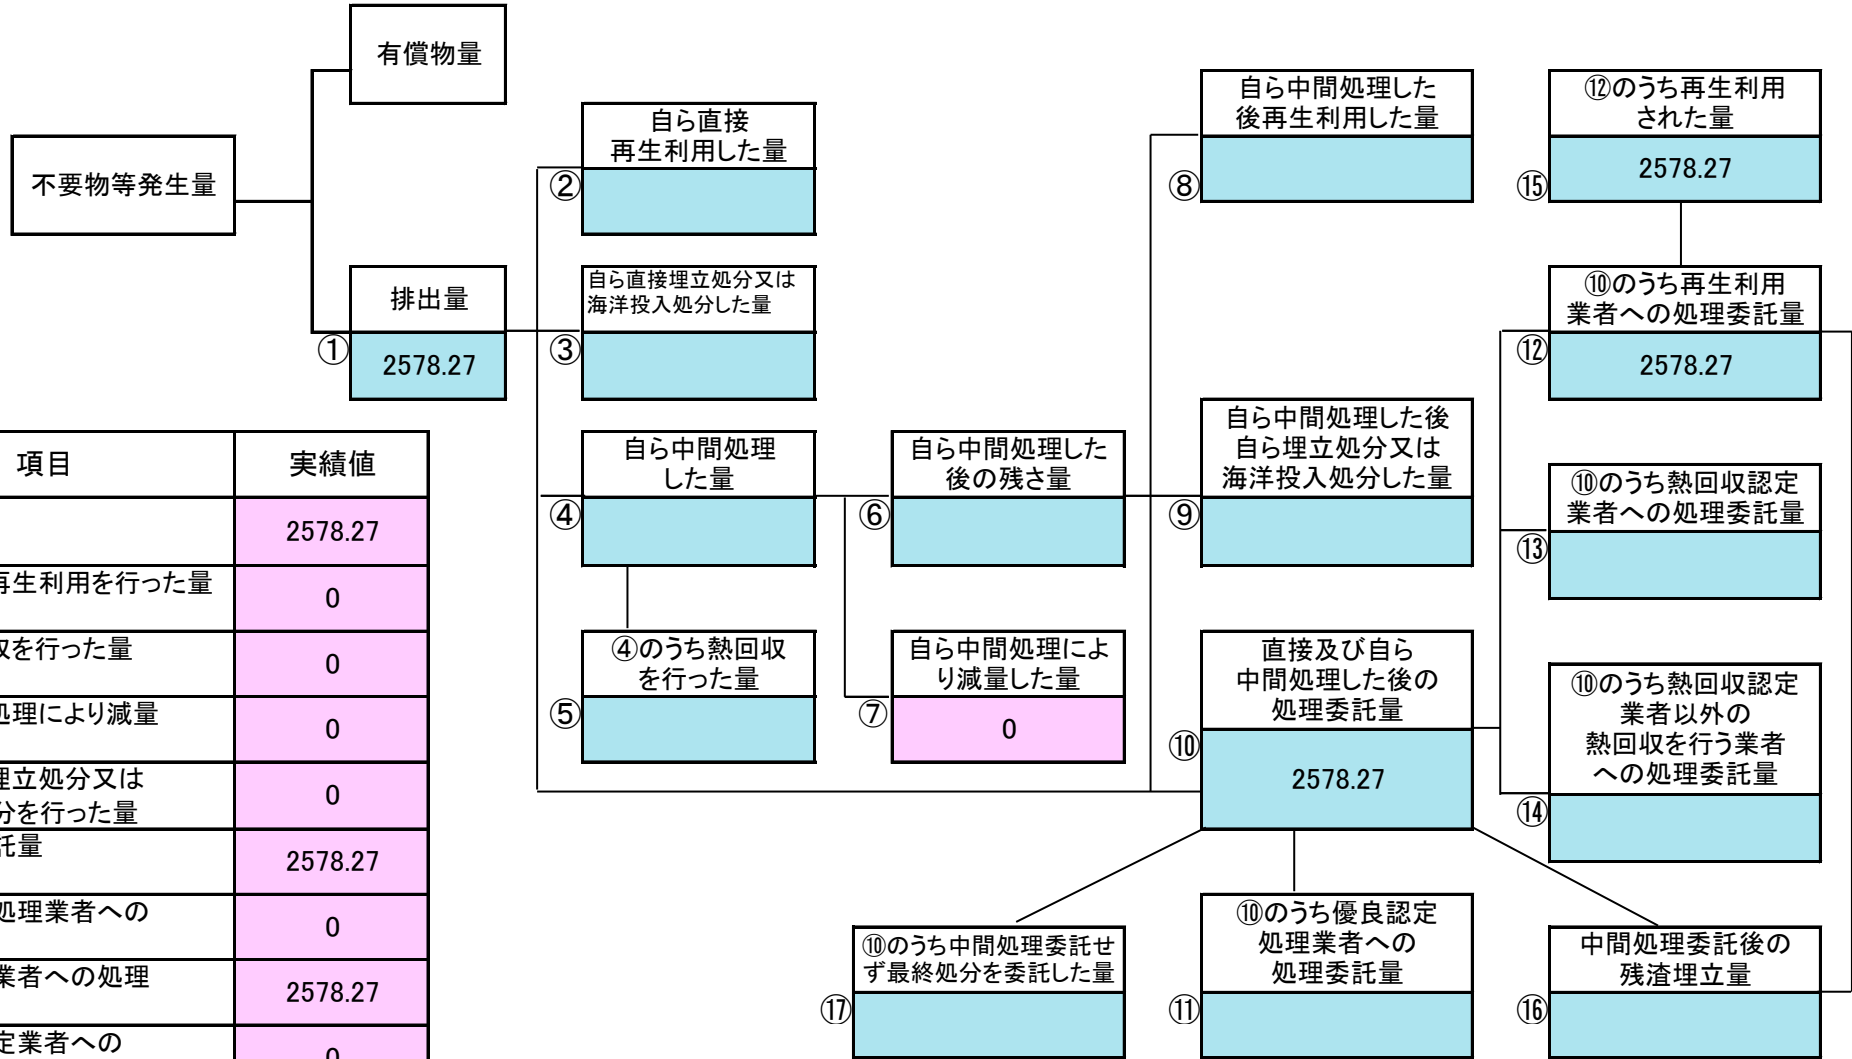 有償物量
不要物等発生量
排出量
①
2578.27
自ら直接
再生利用した量
②
自ら直接埋立処分又は
海洋投入処分した量
③
自ら中間処理
した量
④
④のうち熱回収
を行った量
⑤
自ら中間処理した
後の残さ量
⑥
自ら中間処理によ
り減量した量
⑦
0
自ら中間処理した
後再生利用した量
⑧
自ら中間処理した後
自ら埋立処分又は
海洋投入処分した量
⑨
直接及び自ら
中間処理した後の
処理委託量
⑩
2578.27
⑫のうち再生利用
された量
⑮
2578.27
⑩のうち再生利用
業者への処理委託量
⑫
2578.27
⑩のうち熱回収認定
業者への処理委託量
⑬
⑩のうち熱回収認定
業者以外の
熱回収を行う業者
への処理委託量
⑭
⑩のうち中間処理委託せ
ず最終処分を委託した量
⑰
⑩のうち優良認定
処理業者への
処理委託量
⑪
中間処理委託後の
残渣埋立量
⑯
項目 実績値
2578.27
再生利用を行った量 0
を行った量 0
処理により減量 0
埋立処分又は
分を行った量 0
託量 2578.27
処理業者への 0
業者への処理 2578.27
定業者への 0